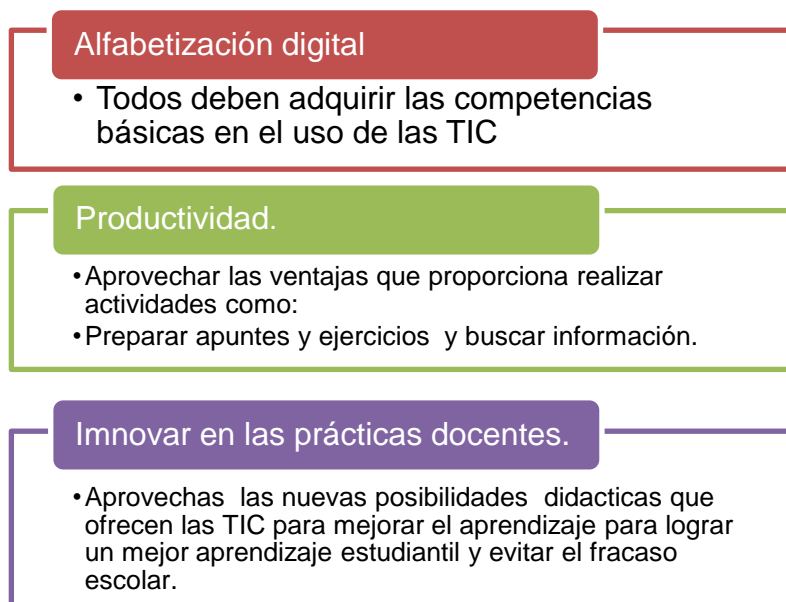 Alfabetización digital
• Todos deben adquirir las competencias
básicas en el uso de las TIC
Productividad.
•Aprovechar las ventajas que proporciona realizar
actividades como:
•Preparar apuntes y ejercicios y buscar información.
Imnovar en las prácticas docentes.
•Aprovechas las nuevas posibilidades didacticas que
ofrecen las TIC para mejorar el aprendizaje para lograr
un mejor aprendizaje estudiantil y evitar el fracaso
escolar.